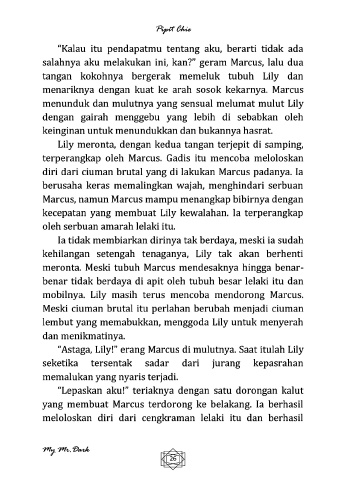 Pipit Chie
“Kalau itu pendapatmu tentang aku, berarti tidak ada
salahnya aku melakukan ini, kan?” geram Marcus, lalu dua
tangan kokohnya bergerak memeluk tubuh Lily dan
menariknya dengan kuat ke arah sosok kekarnya. Marcus
menunduk dan mulutnya yang sensual melumat mulut Lily
dengan gairah menggebu yang lebih di sebabkan oleh
keinginan untuk menundukkan dan bukannya hasrat.
Lily meronta, dengan kedua tangan terjepit di samping,
terperangkap oleh Marcus. Gadis itu mencoba meloloskan
diri dari ciuman brutal yang di lakukan Marcus padanya. Ia
berusaha keras memalingkan wajah, menghindari serbuan
Marcus, namun Marcus mampu menangkap bibirnya dengan
kecepatan yang membuat Lily kewalahan. Ia terperangkap
oleh serbuan amarah lelaki itu.
Ia tidak membiarkan dirinya tak berdaya, meski ia sudah
kehilangan setengah tenaganya, Lily tak akan berhenti
meronta. Meski tubuh Marcus mendesaknya hingga benar-
benar tidak berdaya di apit oleh tubuh besar lelaki itu dan
mobilnya. Lily masih terus mencoba mendorong Marcus.
Meski ciuman brutal itu perlahan berubah menjadi ciuman
lembut yang memabukkan, menggoda Lily untuk menyerah
dan menikmatinya.
“Astaga, Lily!” erang Marcus di mulutnya. Saat itulah Lily
seketika tersentak sadar dari jurang kepasrahan
memalukan yang nyaris terjadi.
“Lepaskan aku!” teriaknya dengan satu dorongan kalut
yang membuat Marcus terdorong ke belakang. Ia berhasil
meloloskan diri dari cengkraman lelaki itu dan berhasil
My Mr. Dark
26